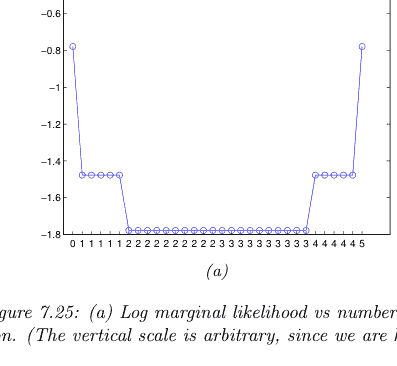 −0.6
−0.8
−1
−1.2
−1.4
−1.6
−1.8
0 1 1 1 1 1 2 2 2 2 2 2 2 2 2 2 3 3 3 3 3 3 3 3 3 3 4 4 4 4 4 5
(a)
gure 7.25: (a) Log marginal likelihood vs number
on. (The vertical scale is arbitrary, since we are